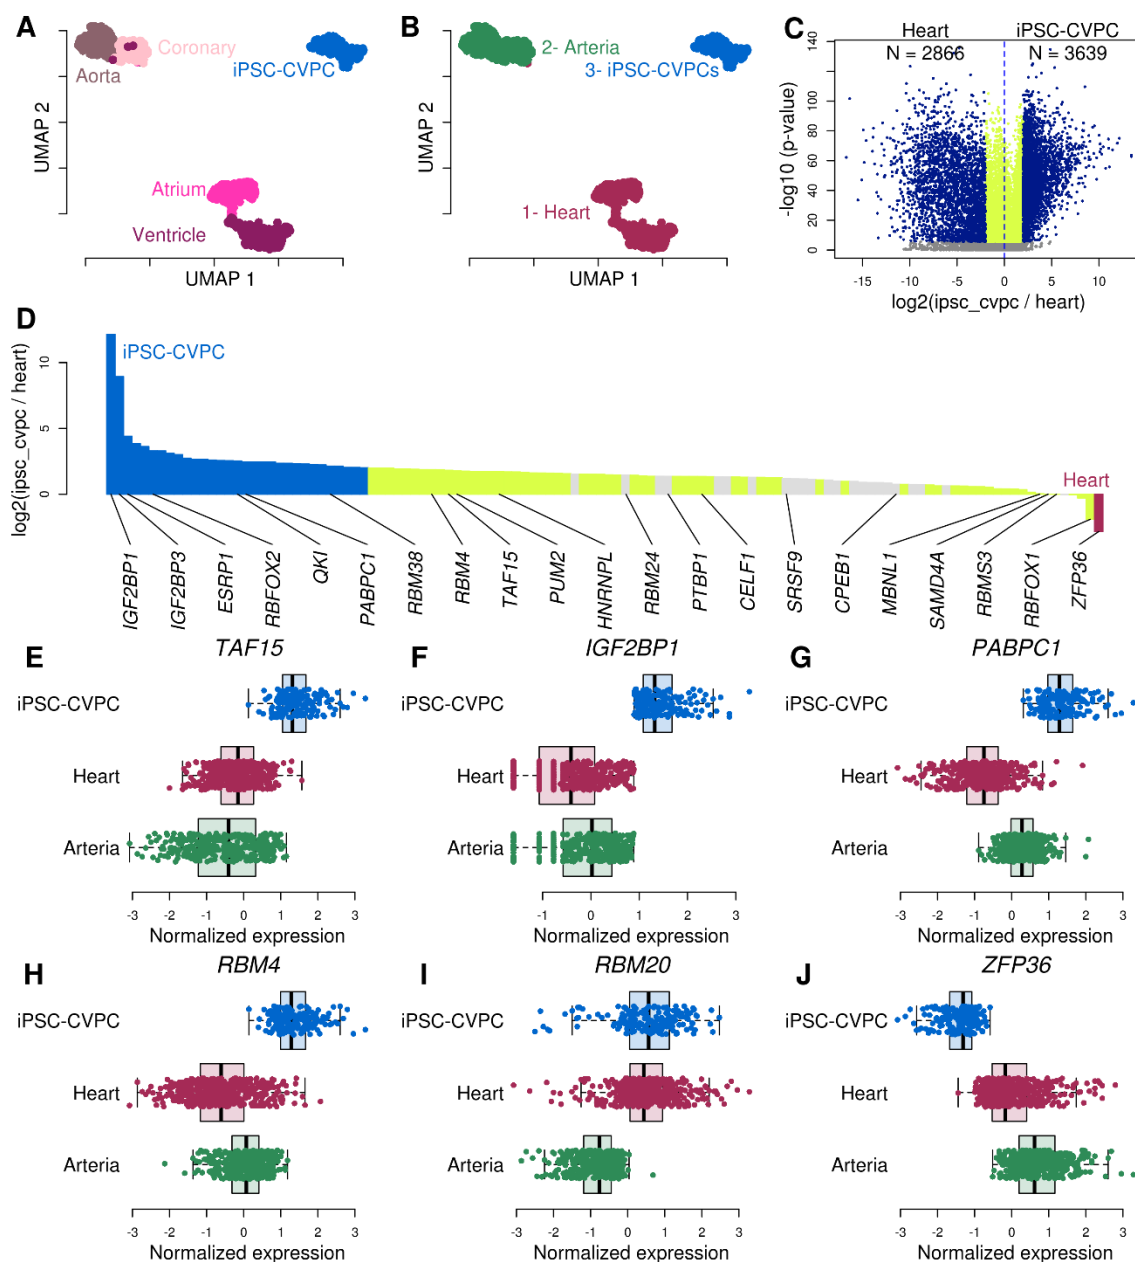 A
Coronary
Aorta
iPSC-CVPC
Atrium
Ventricle
UMAP 2
UMAP 1
B
2- Arteria
3- iPSC-CVPCs
1- Heart
UMAP 2
UMAP 1
C
Heart
iPSC-CVPC
N = 2866
N = 3639
-log10 (p-value)
140
120
100
80
60
40
20
0
-15
-10
-5
0
5
10
log2(ipsc_cvpc / heart)
D
iPSC-CVPC
Heart
log2(ipsc_cvpc / heart)
10
5
0
IGF2BP1
IGF2BP3
ESRP1
RBFOX2
QKI
PABPC1
RBM38
RBM4
TAF15
PUM2
HNRNPL
RBM24
PTBP1
CELF1
SRSF9
CPEB1
MBNL1
SAMD4A
RBMS3
RBFOX1
ZFP36
E
TAF15
iPSC-CVPC
Heart
Arteria
-3 -2 -1 0 1 2 3
Normalized expression
F
IGF2BP1
iPSC-CVPC
Heart
Arteria
-1 0 1 2 3
Normalized expression
G
PABPC1
iPSC-CVPC
Heart
Arteria
-3 -2 -1 0 1 2 3
Normalized expression
H
RBM4
iPSC-CVPC
Heart
Arteria
-3 -2 -1 0 1 2 3
Normalized expression
I
RBM20
iPSC-CVPC
Heart
Arteria
-3 -2 -1 0 1 2 3
Normalized expression
J
ZFP36
iPSC-CVPC
Heart
Arteria
-3 -2 -1 0 1 2 3
Normalized expression